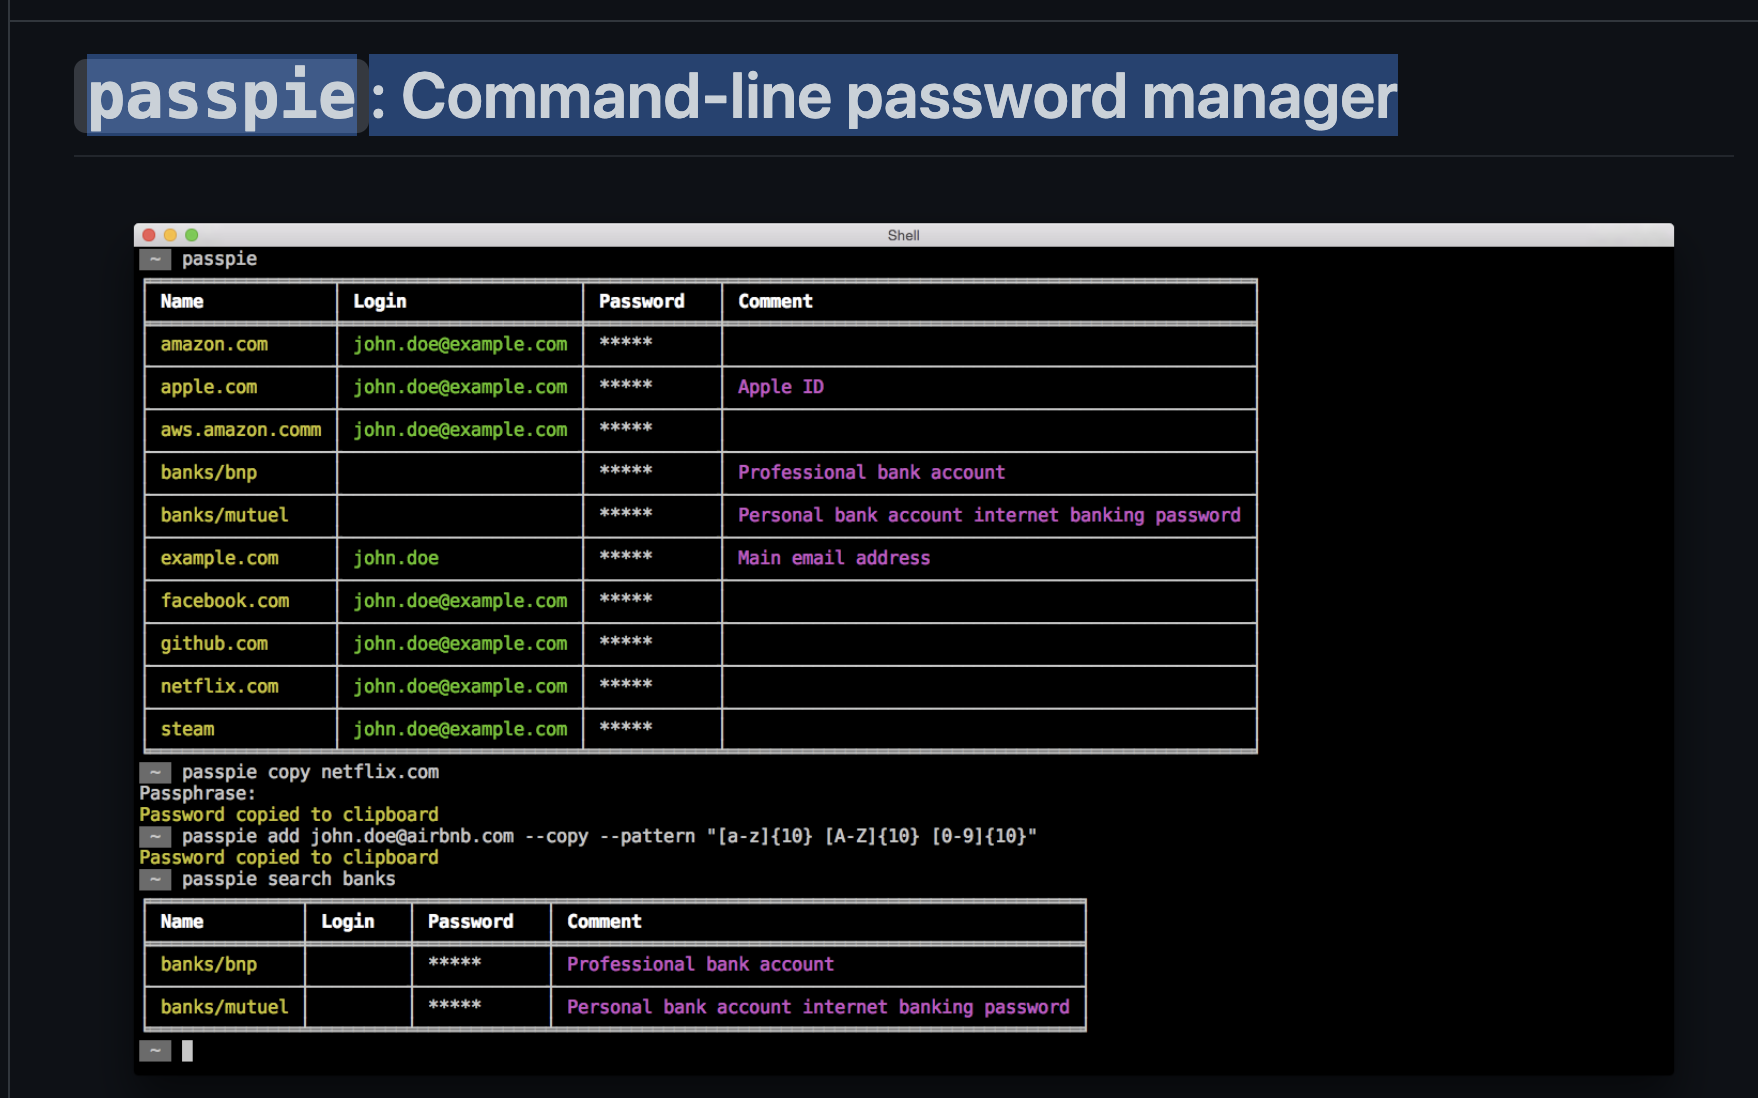 passpie: Command-line password manager
Shell
~ passpie
Name Login Password Comment
amazon.com john.doe@example.com *****
apple.com john.doe@example.com ***** Apple ID
aws.amazon.comm john.doe@example.com *****
banks/bnp ***** Professional bank account
banks/mutuel ***** Personal bank account internet banking password
example.com john.doe ***** Main email address
facebook.com john.doe@example.com *****
github.com john.doe@example.com *****
netflix.com john.doe@example.com *****
steam john.doe@example.com *****
~ passpie copy netflix.com
Passphrase:
Password copied to clipboard
~ passpie add john.doe@airbnb.com --copy --pattern "[a-z]{10} [A-Z]{10} [0-9]{10}"
Password copied to clipboard
~ passpie search banks
Name Login Password Comment
banks/bnp ***** Professional bank account
banks/mutuel ***** Personal bank account internet banking password
~